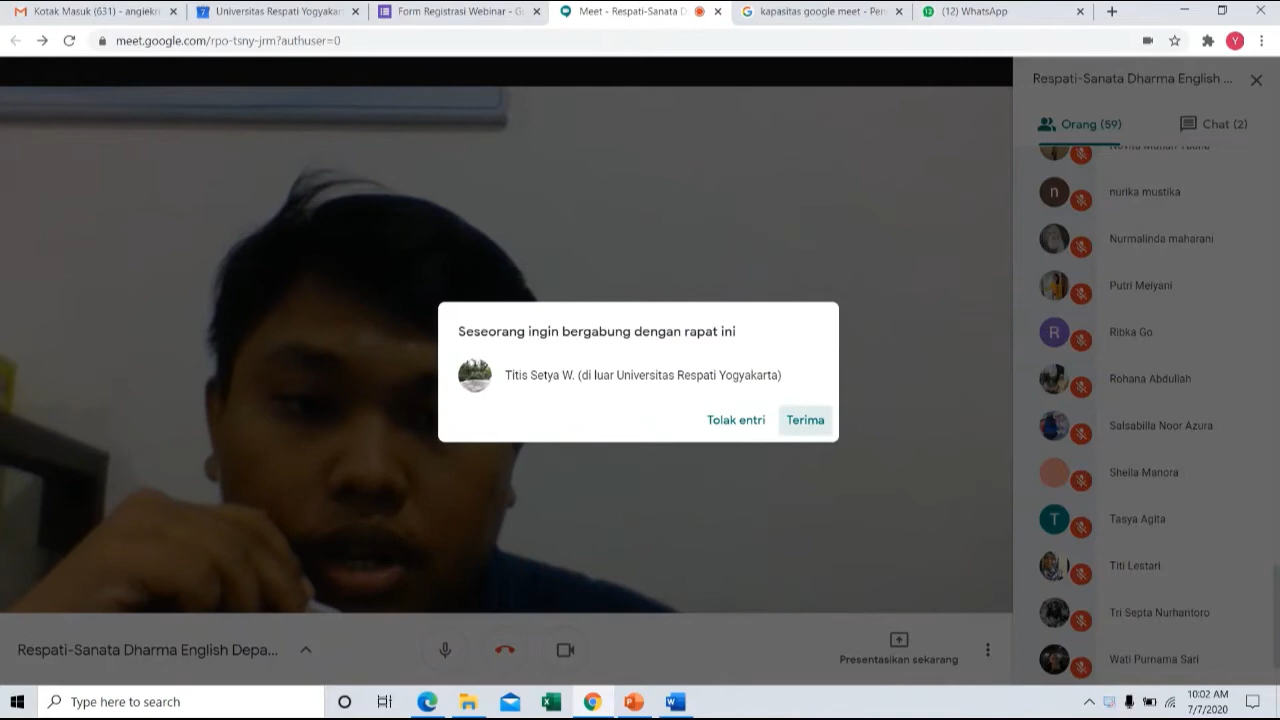 Kotak Masuk (631) - angiekr
Universitas Respati Yogyakar
Form Registrasi Webinar - G
Meet - Respati-Sanata D
kapasitas google meet - Pen
(12) WhatsApp
meet.google.com/rpo-tsny-jrm?authuser=0
Y
Respati-Sanata Dharma English ...
Orang (59)
Chat (2)
n
nurika mustika
Nurmalinda maharani
Putri Meiyani
R
Ribka Go
Rohana Abdullah
Salsabilla Noor Azura
Sheila Manora
T
Tasya Agita
Titi Lestari
Tri Septa Nurhantoro
Wati Purnama Sari
Seseorang ingin bergabung dengan rapat ini
Titis Setya W. (di luar Universitas Respati Yogyakarta)
Tolak entri
Terima
Respati-Sanata Dharma English Depa...
Presentasikan sekarang
Type here to search
10:02 AM
7/7/2020